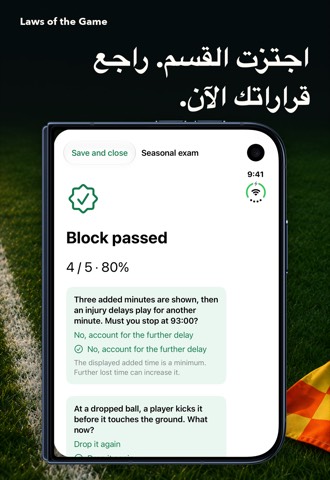 Laws of the Game
اجتزت القسم. راجع
قراراتك الآن.
Save and close
Seasonal exam
9:41
Block passed
4 / 5 · 80%
Three added minutes are shown, then
an injury delays play for another
minute. Must you stop at 93:00?
No, account for the further delay
No, account for the further delay
The displayed added time is a minimum.
Further lost time can increase it.
At a dropped ball, a player kicks it
before it touches the ground. What
now?
Drop it again